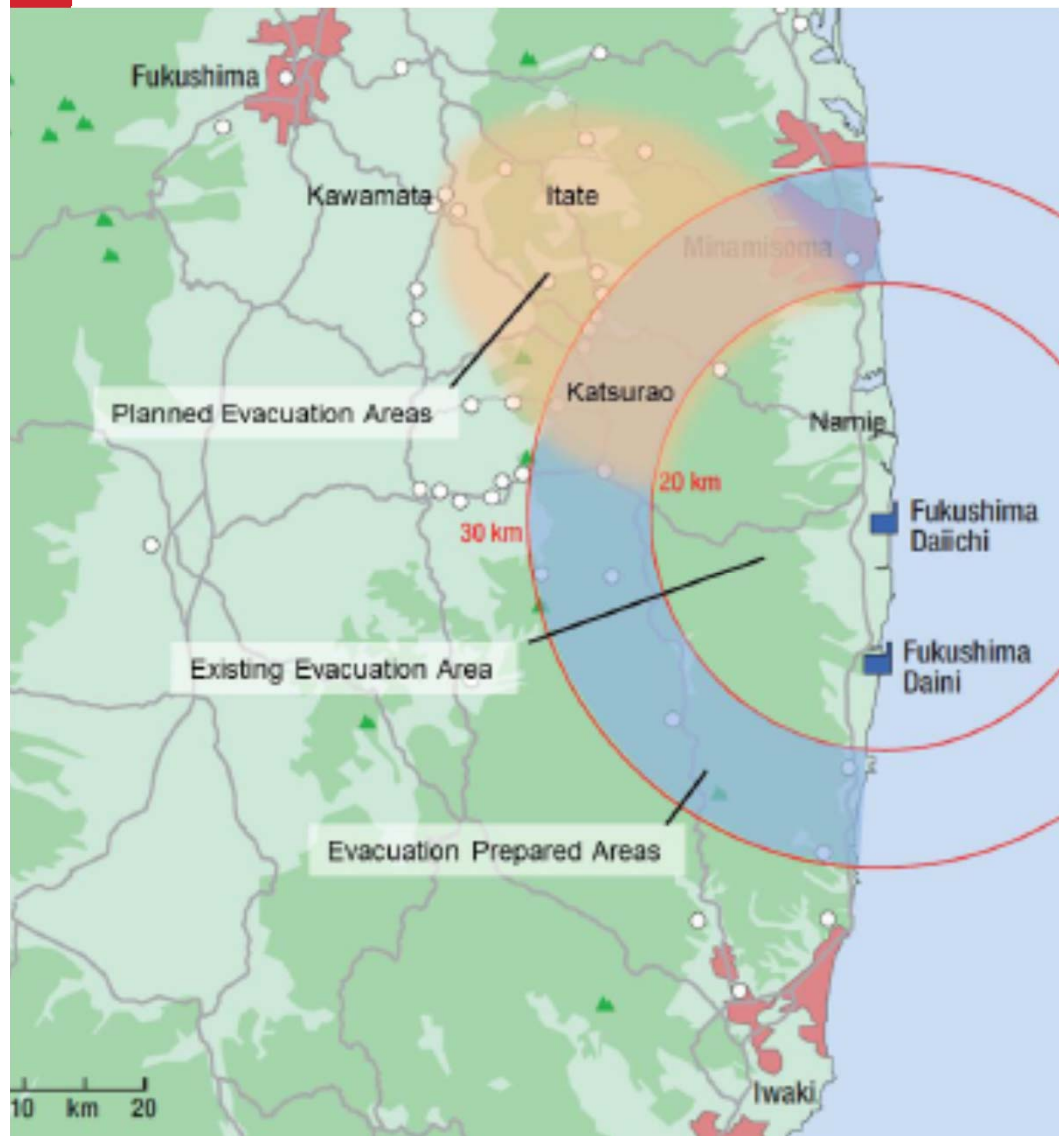 Fukushima
Kawamata
Itate
Minamisoma
Planned Evacuation Areas
Katsurao
Namie
20 km
30 km
Fukushima
Daiichi
Existing Evacuation Area
Fukushima
Daini
Evacuation Prepared Areas
Iwaki
10 km 20